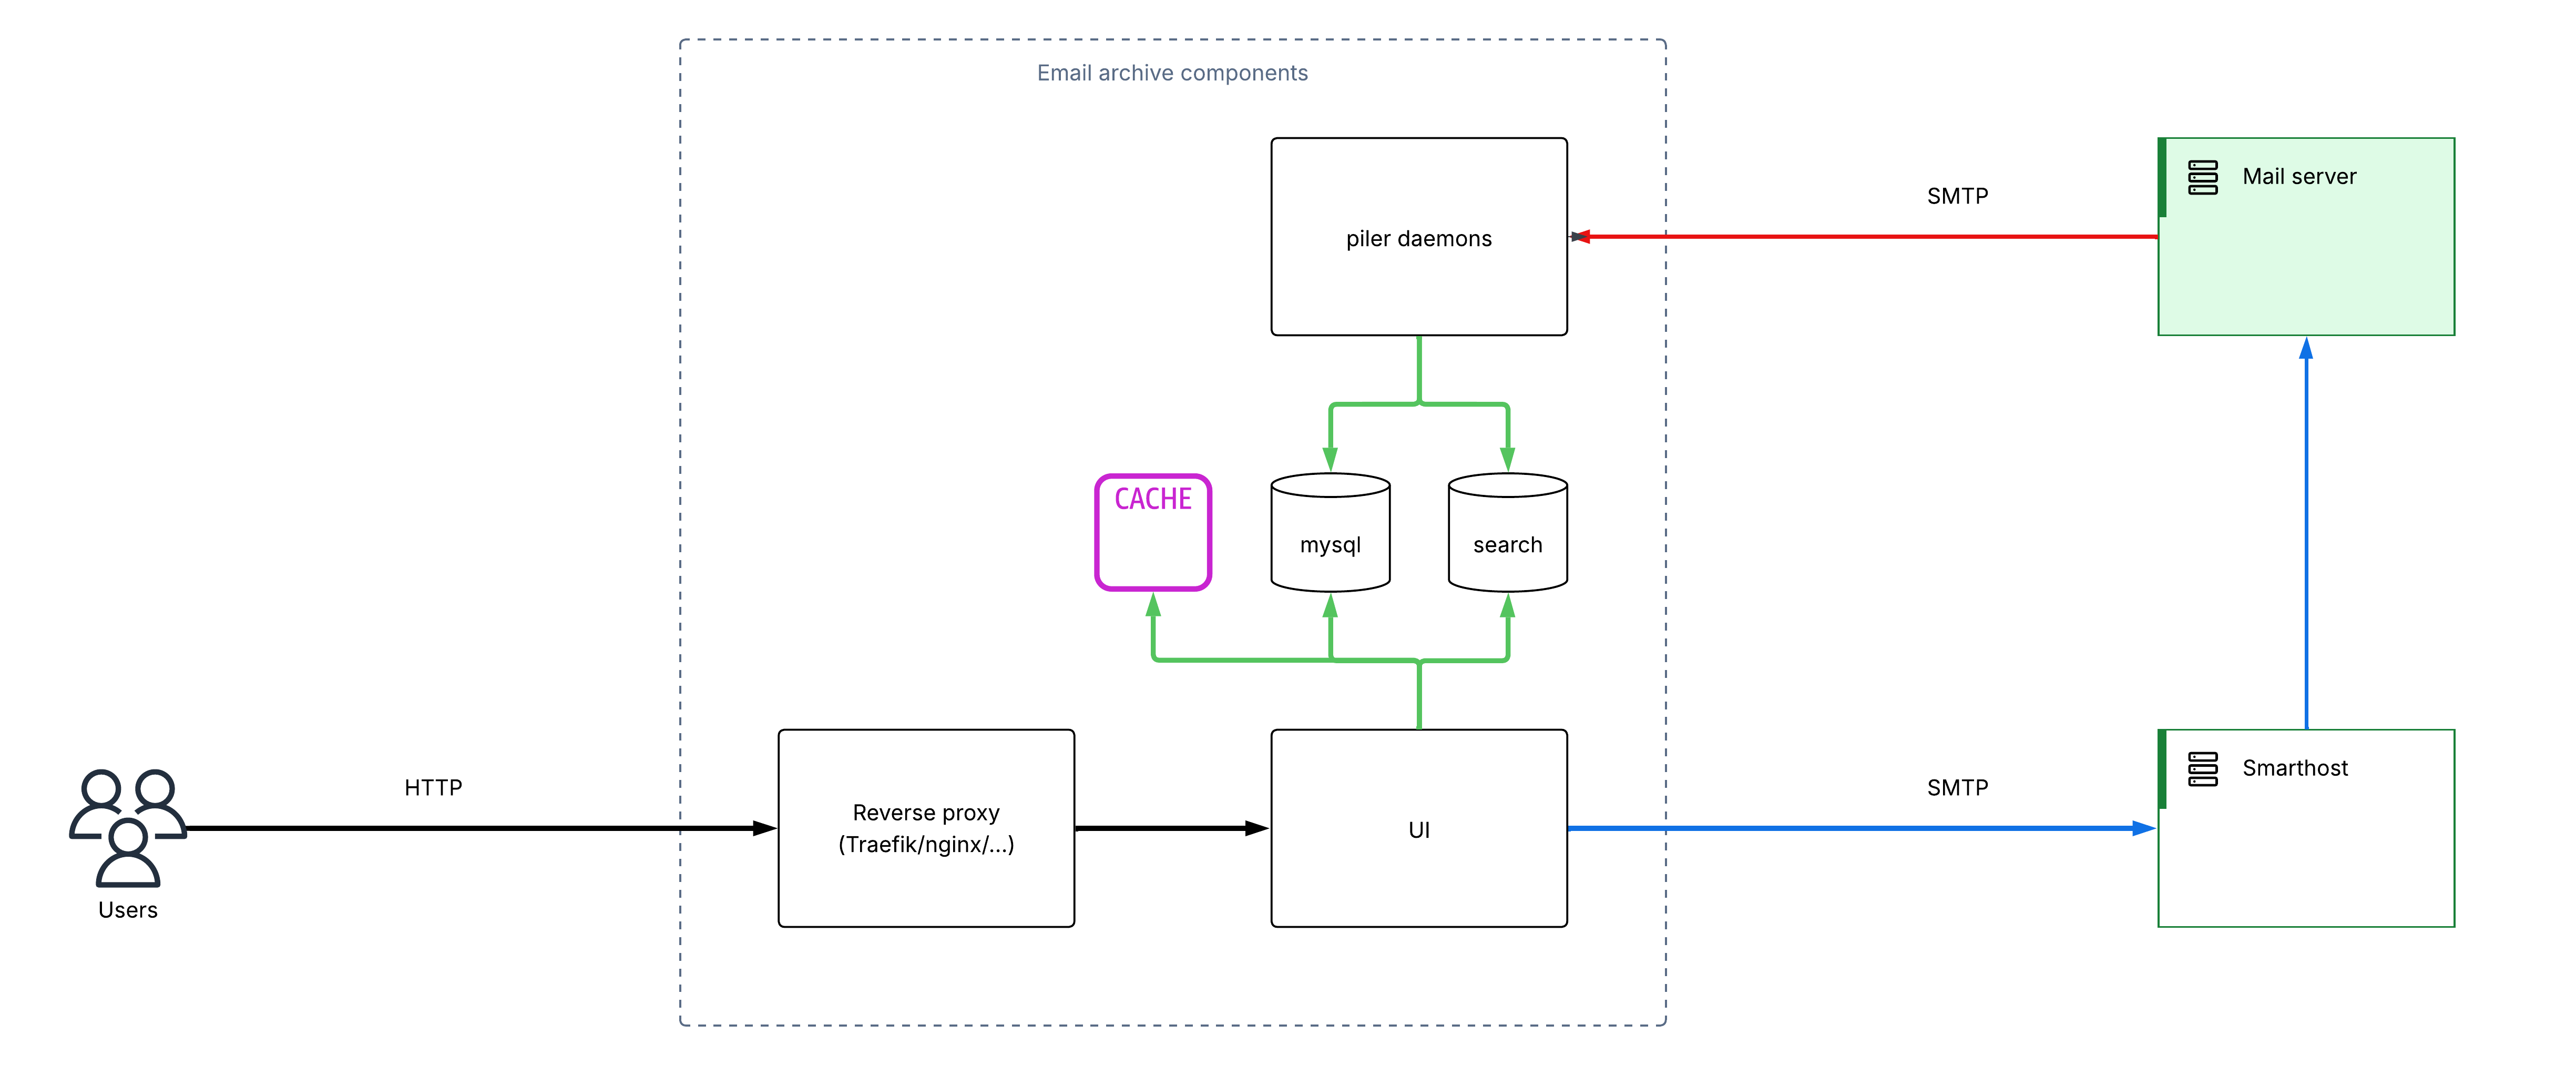 Email archive components
piler daemons
SMTP
Mail server
CACHE
mysql
search
HTTP
Users
Reverse proxy
(Traefik/nginx/...)
UI
SMTP
Smarthost